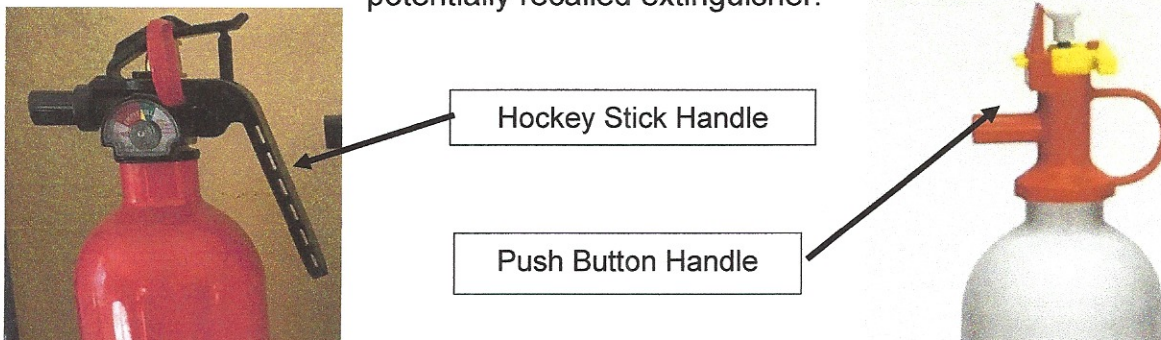 potentially recalled extinguisher.
Hockey Stick Handle
Push Button Handle